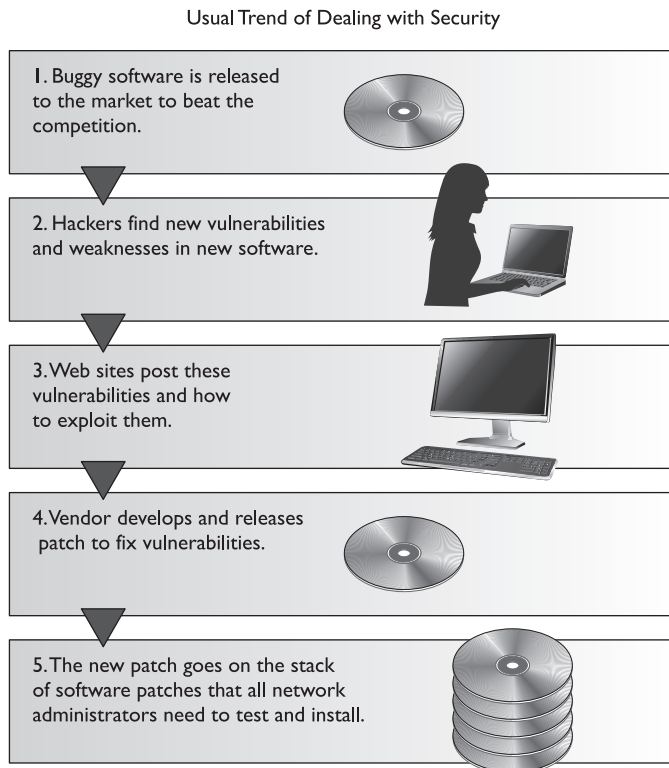 Usual Trend of Dealing with Security
1. Buggy software is released
to the market to beat the
competition.
2. Hackers find new vulnerabilities
and weaknesses in new software.
3. Web sites post these
vulnerabilities and how
to exploit them.
4. Vendor develops and releases
patch to fix vulnerabilities.
5. The new patch goes on the stack
of software patches that all network
administrators need to test and install.